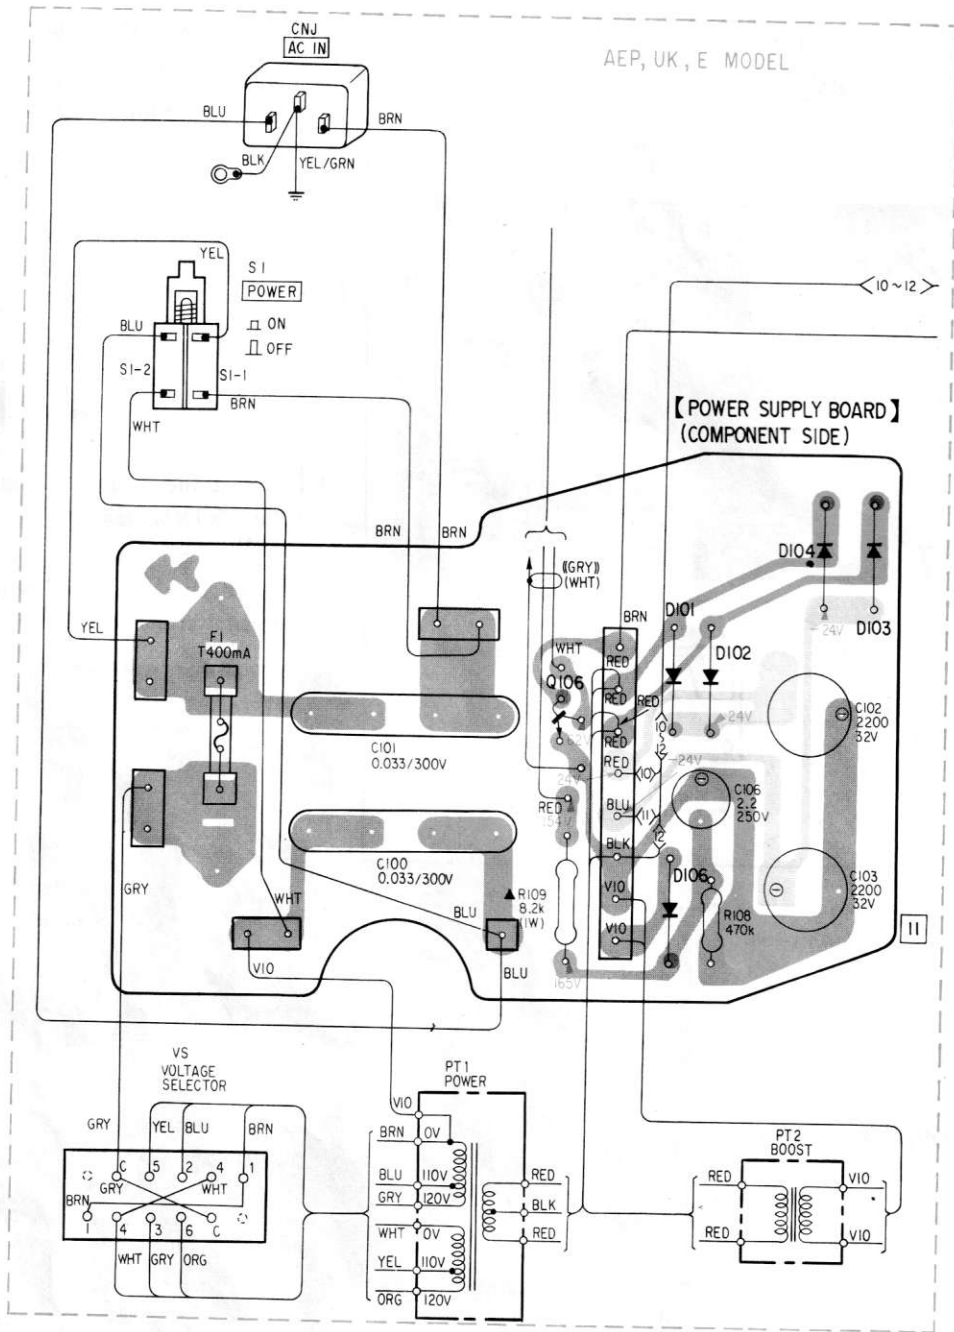 CNJ
AC IN
AEP, UK, E MODEL
BLU
BRN
BLK
YEL/GRN
YEL
S1
POWER
ON
OFF
BLU
S1-2
S1-1
BRN
WHT
<10~12>
【POWER SUPPLY BOARD】
(COMPONENT SIDE)
BRN
BRN
((GRY))
(WHT)
BRN
D104
D101
D103
-24V
D102
YEL
F1
T400mA
WHT
RED
Q106
RED
RED
RED
<10~12>
-24V
C102
2200
32V
C101
0.033/300V
RED
<10>
-24V
24V
RED
BLU
<11>
C106
2.2
250V
<12>
BLK
C100
0.033/300V
GRY
WHT
BLU
▲ R109
8.2k
(1W)
VIO
D106
R108
470k
C103
2200
32V
VIO
11
VIO
BLU
165V
VS
VOLTAGE
SELECTOR
PT1
POWER
GRY
YEL
BLU
BRN
VIO
BRN
0V
C
5
2
4
1
GRY
WHT
BRN
BLU
110V
GRY
120V
RED
BLK
RED
1
4
3
6
C
WHT
0V
YEL
110V
ORG
120V
WHT
GRY
ORG
PT2
BOOST
RED
VIO
RED
VIO